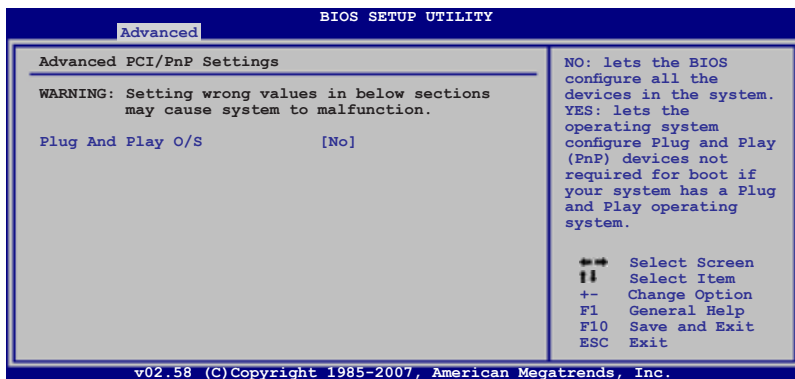 BIOS SETUP UTILITY
Advanced
Advanced PCI/PnP Settings
WARNING: Setting wrong values in below sections
may cause system to malfunction.
Plug And Play O/S [No]
NO: lets the BIOS
configure all the
devices in the system.
YES: lets the
operating system
configure Plug and Play
(PnP) devices not
required for boot if
your system has a Plug
and Play operating
system.
Select Screen
Select Item
+- Change Option
F1 General Help
F10 Save and Exit
ESC Exit
v02.58 (C)Copyright 1985-2007, American Megatrends, Inc.